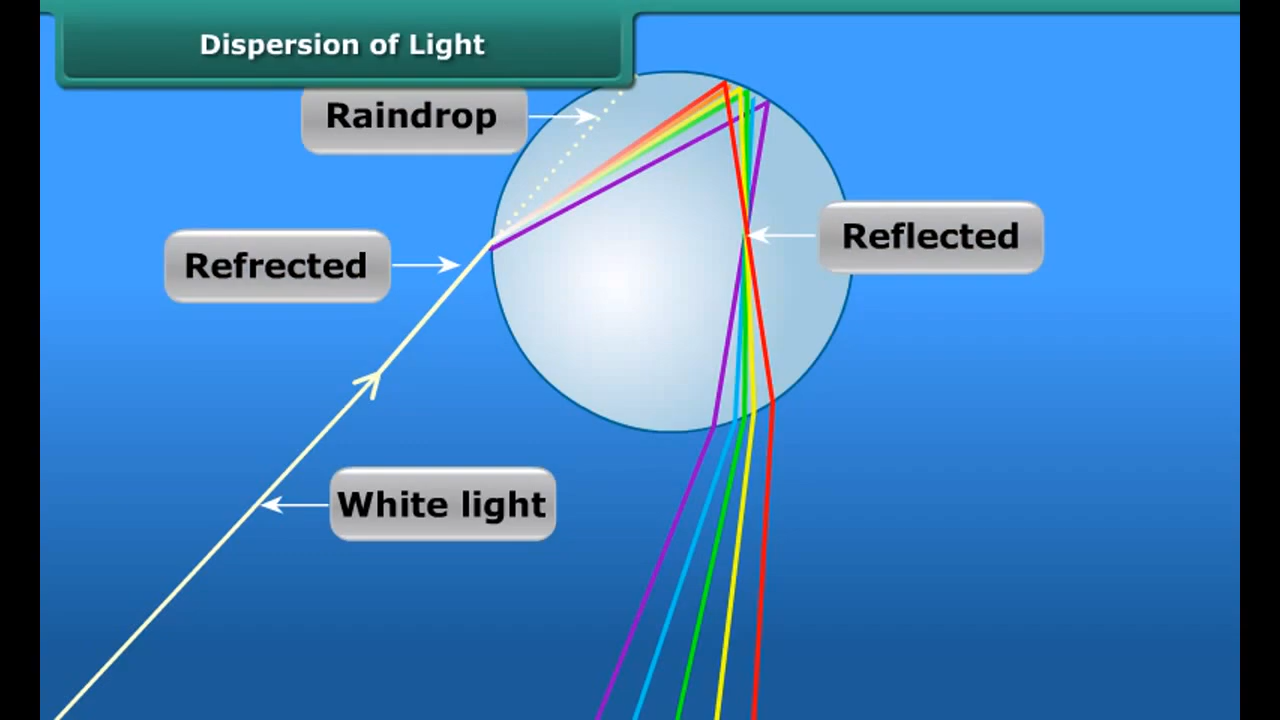 Dispersion of Light
Raindrop
Refrected
Reflected
White light